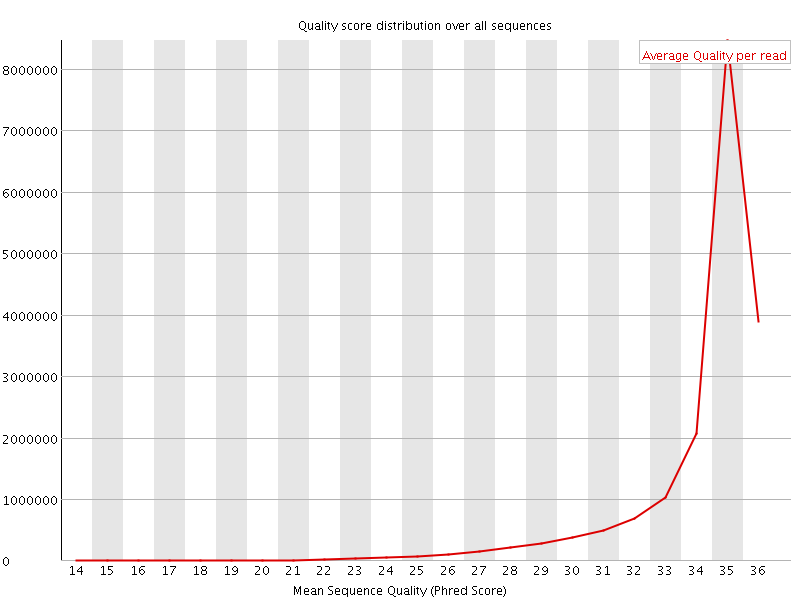 Quality score distribution over all sequences
Average Quality per read
8000000
7000000
6000000
5000000
4000000
3000000
2000000
1000000
0
14 15 16 17 18 19 20 21 22 23 24 25 26 27 28 29 30 31 32 33 34 35 36
Mean Sequence Quality (Phred Score)